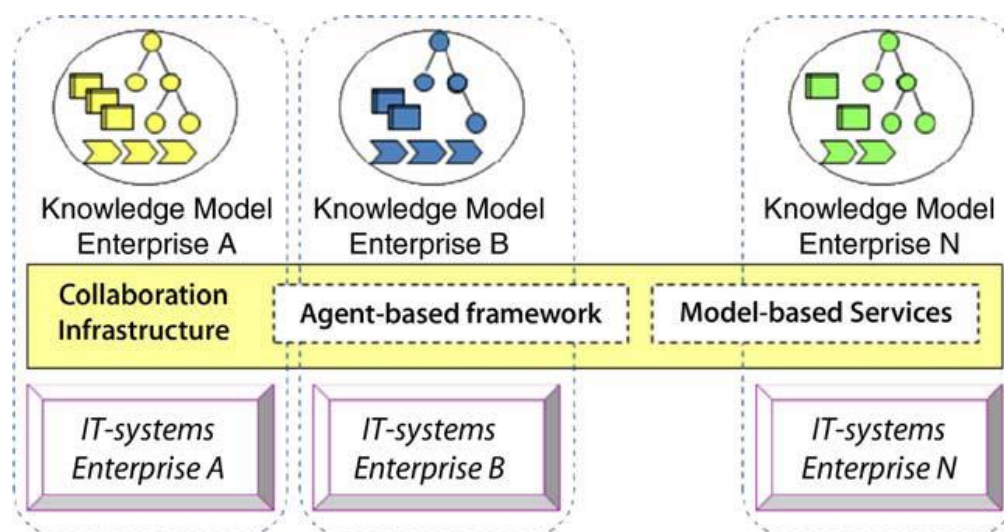 Knowledge Model
Enterprise A
Knowledge Model
Enterprise B
Knowledge Model
Enterprise N
Collaboration
Infrastructure
Agent-based framework
Model-based Services
IT-systems
Enterprise A
IT-systems
Enterprise B
IT-systems
Enterprise N